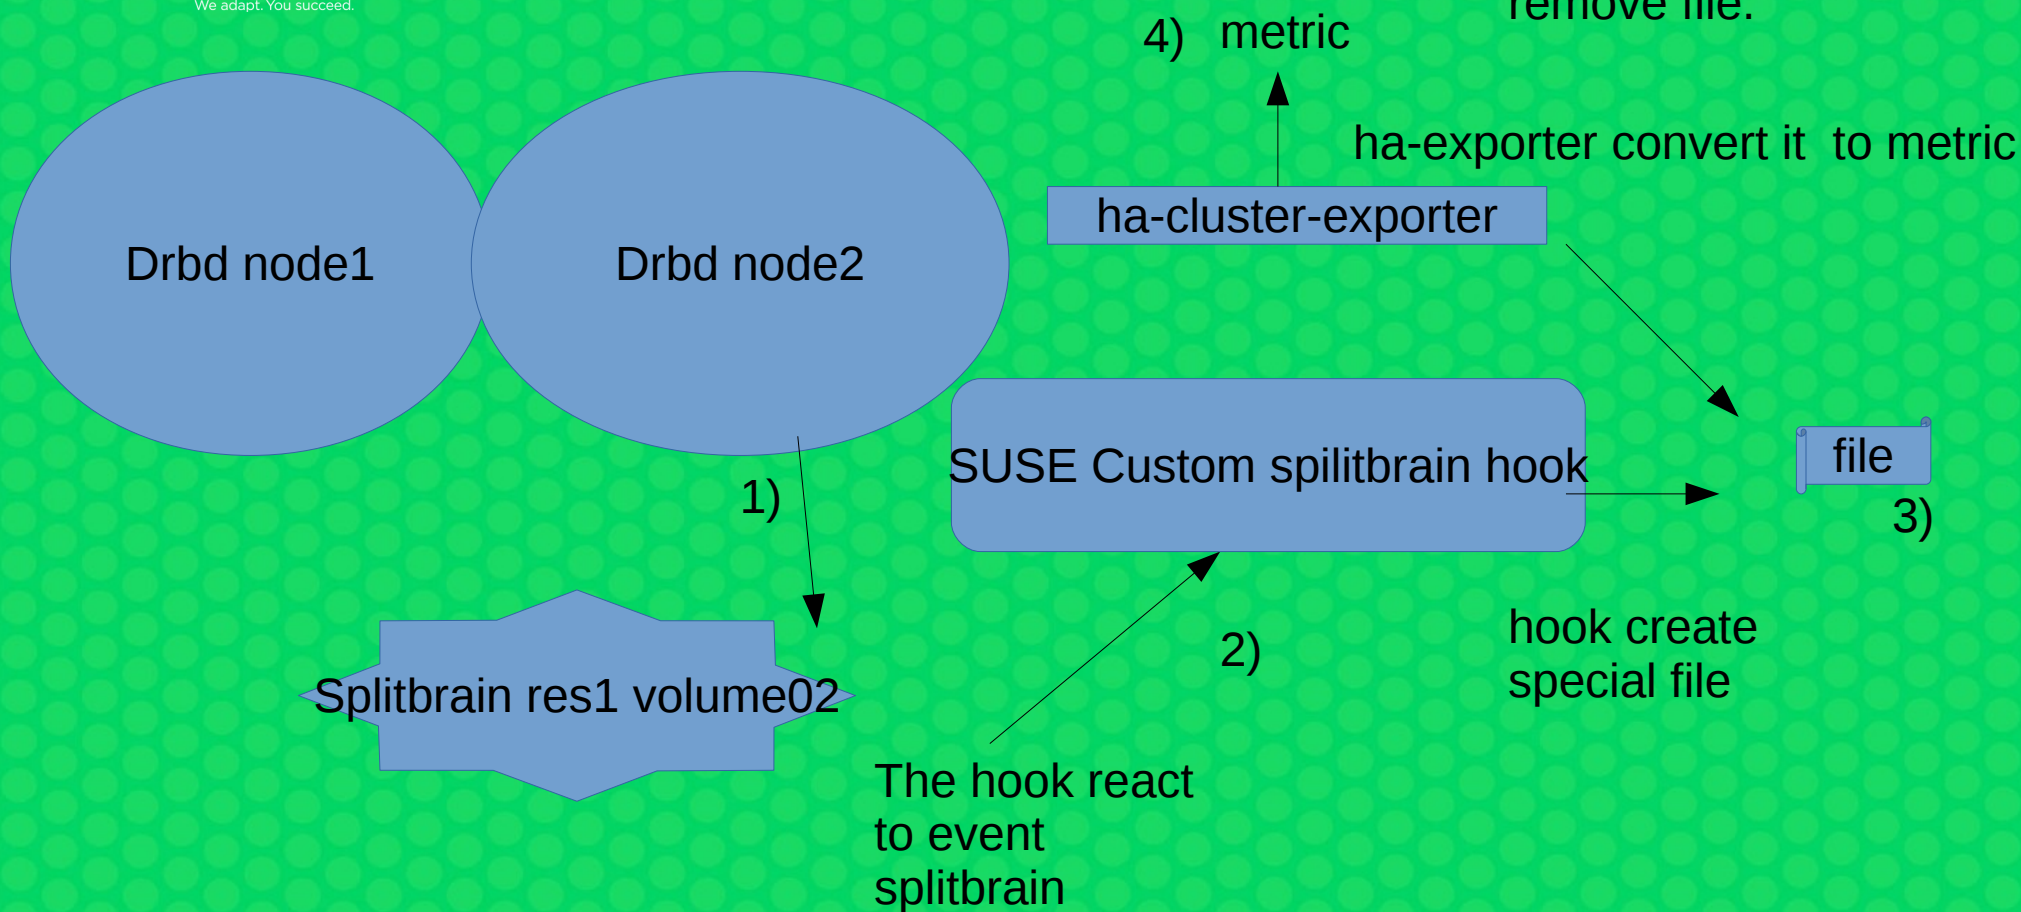 We adapt. You succeed.
remove file.
4) metric
ha-exporter convert it to metric
ha-cluster-exporter
Drbd node1
Drbd node2
SUSE Custom spilitbrain hook
file
1)
3)
2)
hook create
special file
Splitbrain res1 volume02
The hook react
to event
splitbrain